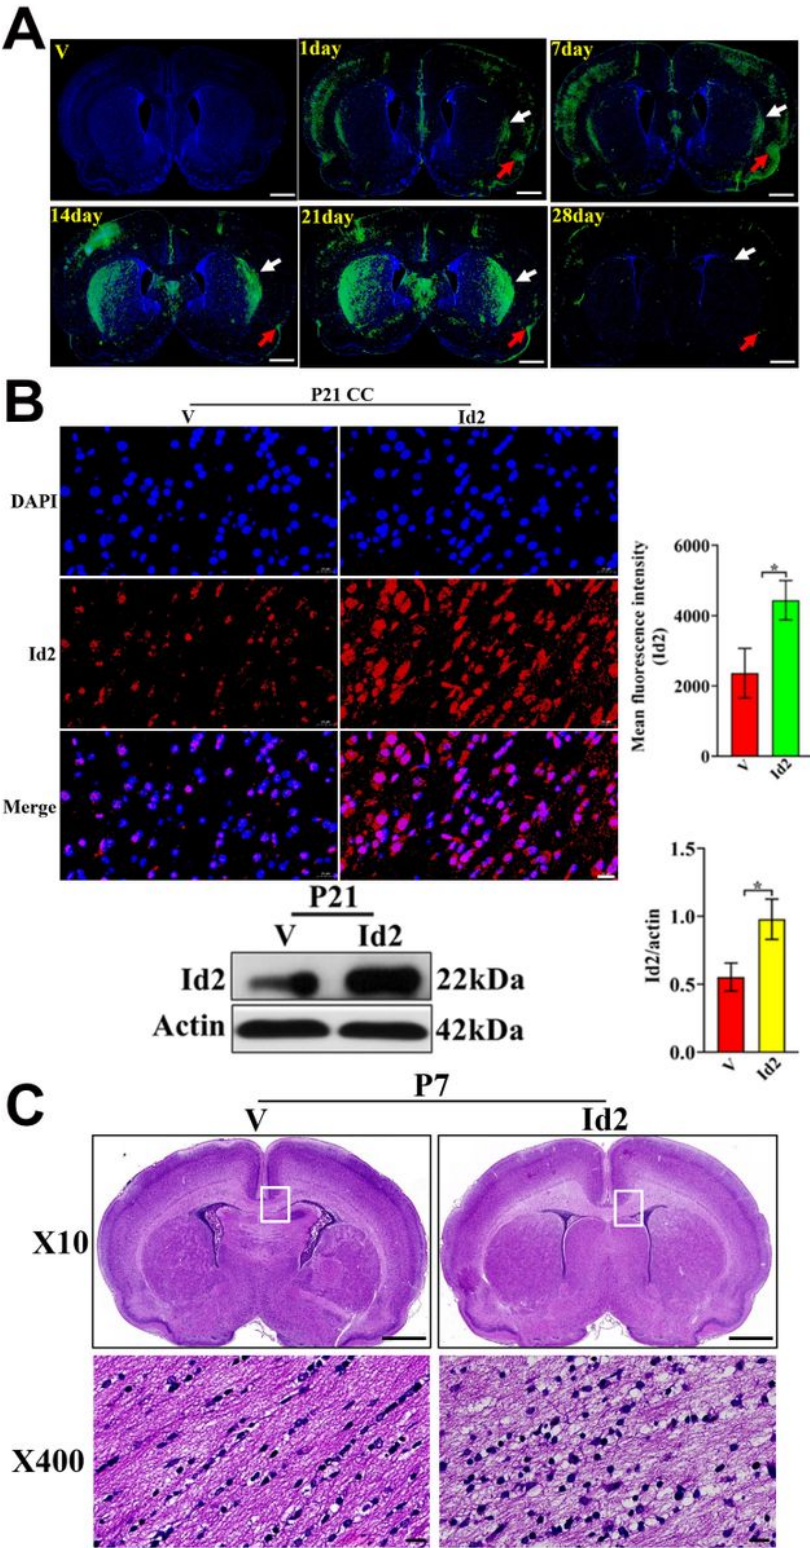 A
V
1day
7day
14day
21day
28day
B
P21 CC
V
Id2
DAPI
Id2
Merge
6000
4000
2000
0
Mean fluorescence intensity
(Id2)
*
V
Id2
P21
V
Id2
Id2
22kDa
Actin
42kDa
1.5
1.0
0.5
0.0
Id2/actin
*
V
Id2
C
P7
V
Id2
X10
X400